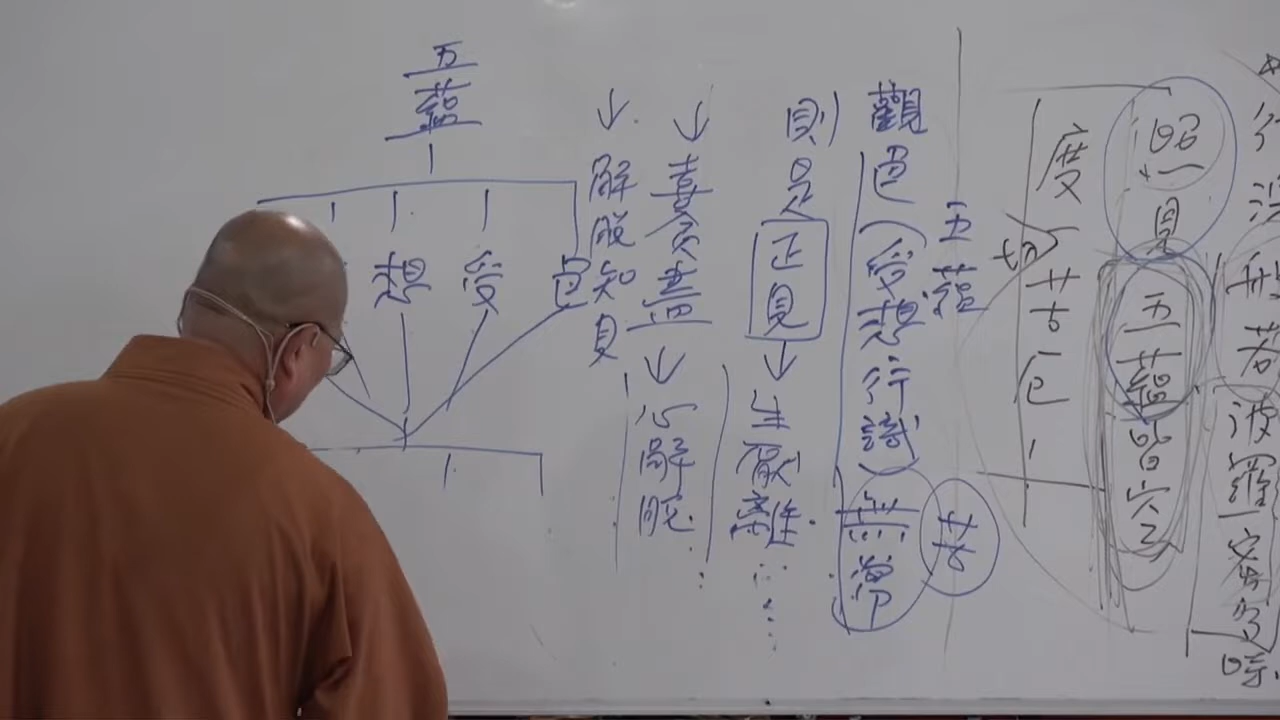 行深般若波羅蜜多時
照見五蘊皆空
度一切苦厄
五蘊
苦
觀色(受想行識)無常
則是正見↓生厭離……
↓喜貪盡↓心解脫……
↓解脫知見
五蘊
色 受 想